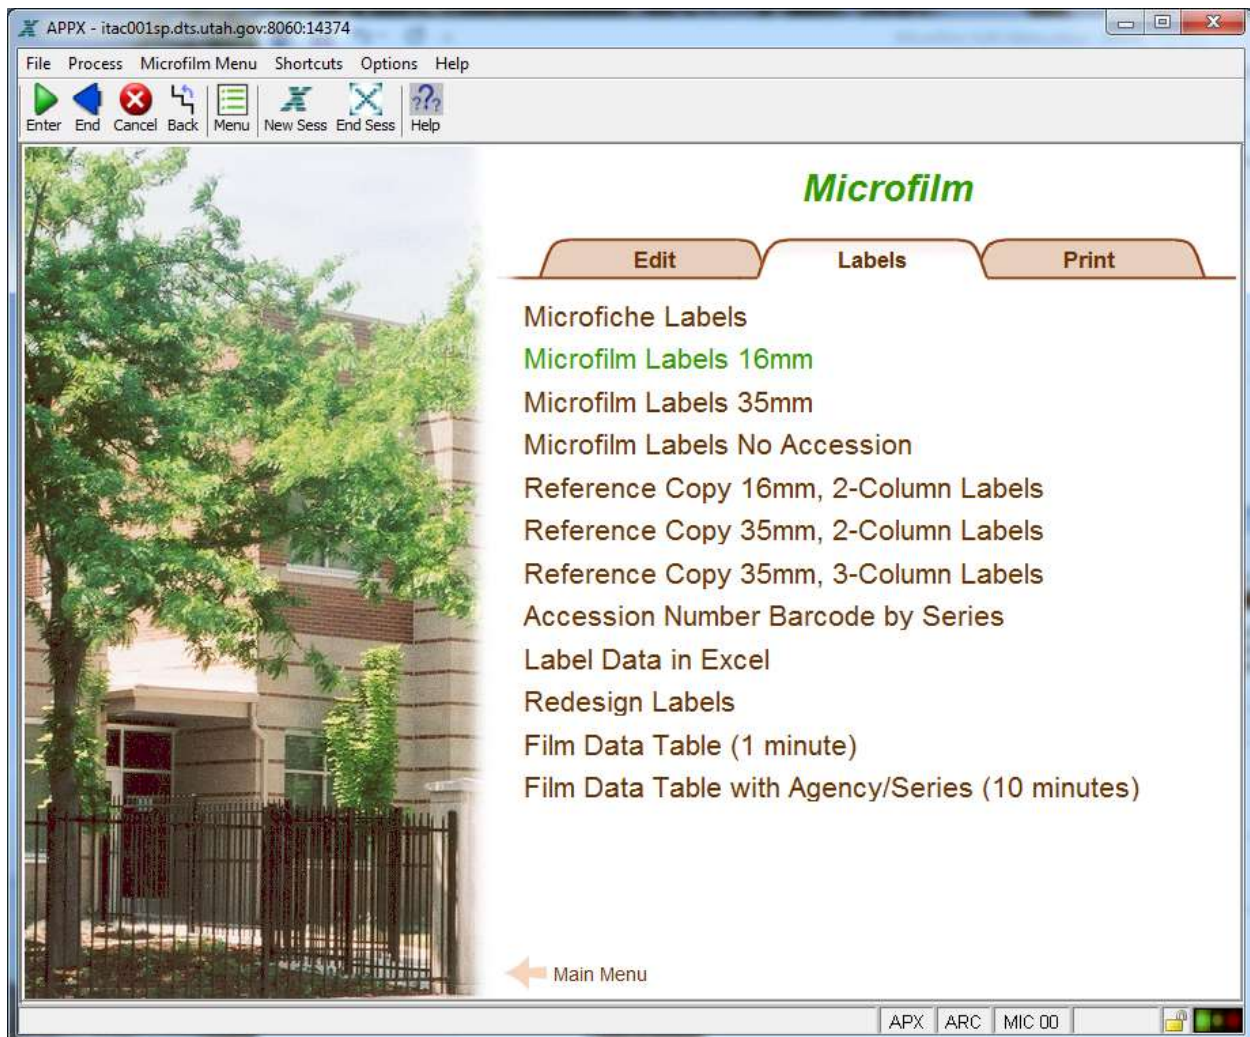 APPX - itac001sp.dts.utah.gov:8060:14374
File Process Microfilm Menu Shortcuts Options Help
Enter End Cancel Back Menu New Sess End Sess Help
???
Microfilm
Edit Labels Print
Microfiche Labels
Microfilm Labels 16mm
Microfilm Labels 35mm
Microfilm Labels No Accession
Reference Copy 16mm, 2-Column Labels
Reference Copy 35mm, 2-Column Labels
Reference Copy 35mm, 3-Column Labels
Accession Number Barcode by Series
Label Data in Excel
Redesign Labels
Film Data Table (1 minute)
Film Data Table with Agency/Series (10 minutes)
Main Menu
APX ARC MIC 00